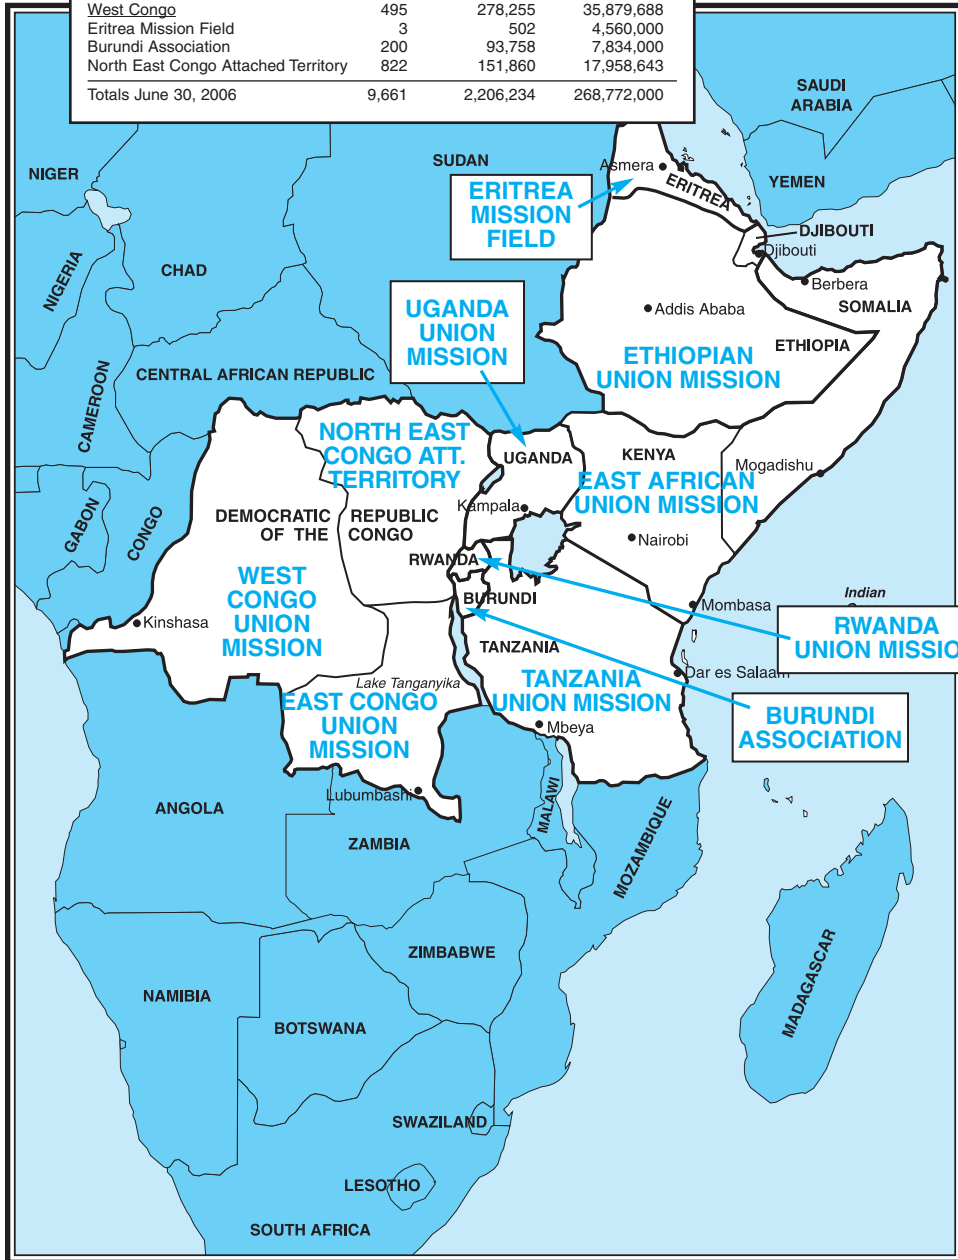 West Congo 495 278,255 35,879,688
Eritrea Mission Field 3 502 4,560,000
Burundi Association 200 93,758 7,834,000
North East Congo Attached Territory 822 151,860 17,958,643
Totals June 30, 2006 9,661 2,206,234 268,772,000
SAUDI
ARABIA
NIGER
SUDAN
Asmera
YEMEN
ERITREA
ERITREA
MISSION
FIELD
DJIBOUTI
Djibouti
NIGERIA
CHAD
Berbera
SOMALIA
UGANDA
UNION
MISSION
Addis Ababa
ETHIOPIA
ETHIOPIAN
UNION MISSION
CENTRAL AFRICAN REPUBLIC
CAMEROON
NORTH EAST
CONGO ATT.
TERRITORY
UGANDA
KENYA
Mogadishu
EAST AFRICAN
UNION MISSION
GABON
CONGO
Kampala
DEMOCRATIC REPUBLIC
OF THE CONGO
Nairobi
RWANDA
WEST
CONGO
UNION
MISSION
BURUNDI
Indian
Mombasa
Kinshasa
RWANDA
UNION MISSIO
TANZANIA
Lake Tanganyika
Dar es Salaam
TANZANIA
UNION MISSION
EAST CONGO
UNION
MISSION
BURUNDI
ASSOCIATION
Mbeya
Lubumbashi
ANGOLA
MALAWI
ZAMBIA
MOZAMBIQUE
ZIMBABWE
MADAGASCAR
NAMIBIA
BOTSWANA
SWAZILAND
LESOTHO
SOUTH AFRICA